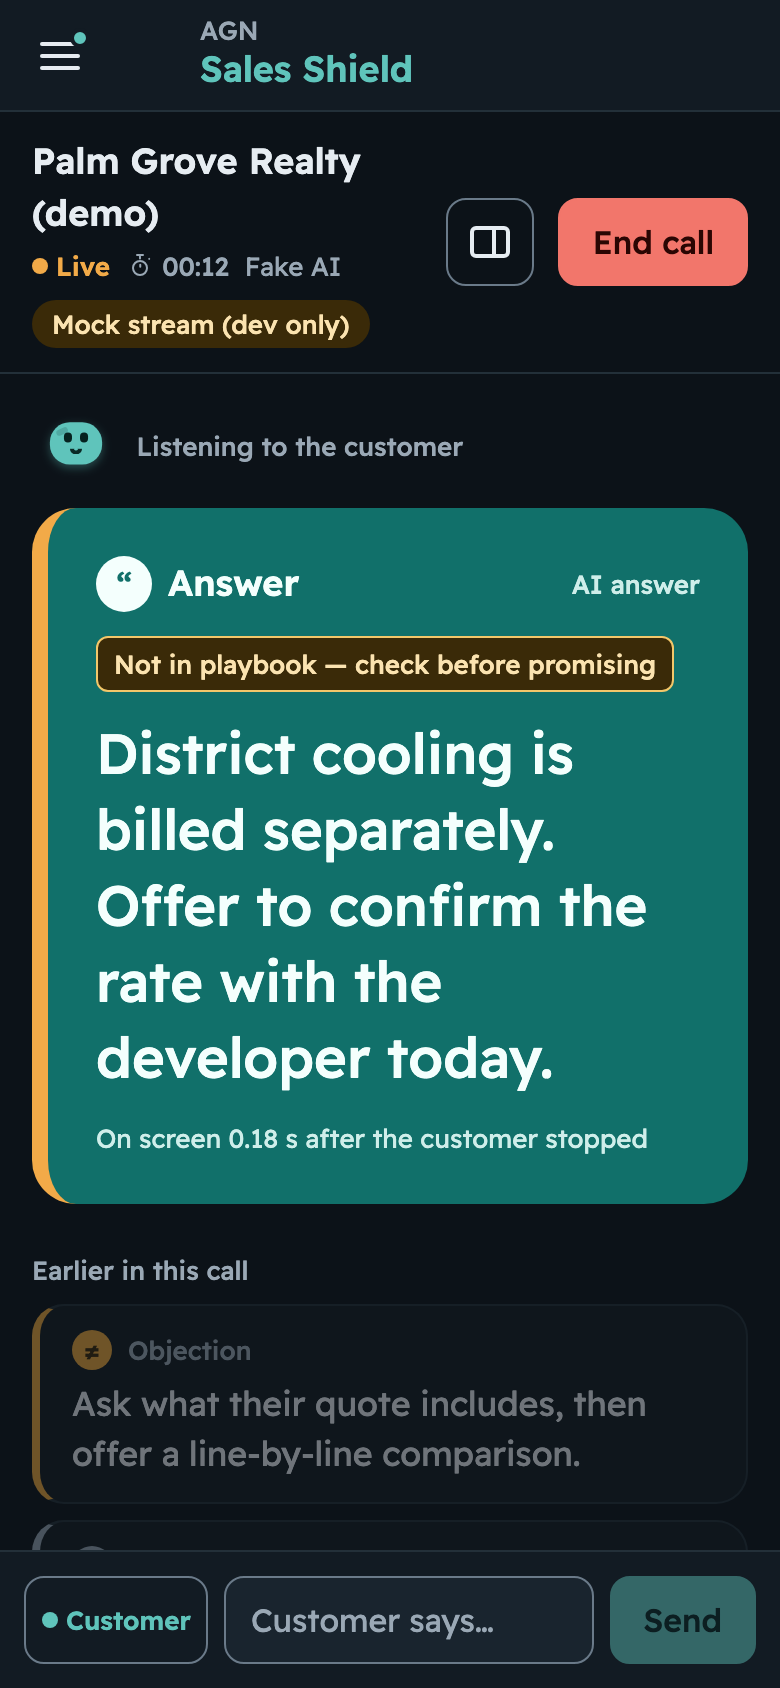 AGN
Sales Shield
Palm Grove Realty
(demo)
Live 00:12 Fake AI
End call
Mock stream (dev only)
Listening to the customer
“ Answer
AI answer
Not in playbook — check before promising
District cooling is
billed separately.
Offer to confirm the
rate with the
developer today.
On screen 0.18 s after the customer stopped
Earlier in this call
≠ Objection
Ask what their quote includes, then
offer a line-by-line comparison.
Customer
Customer says...
Send